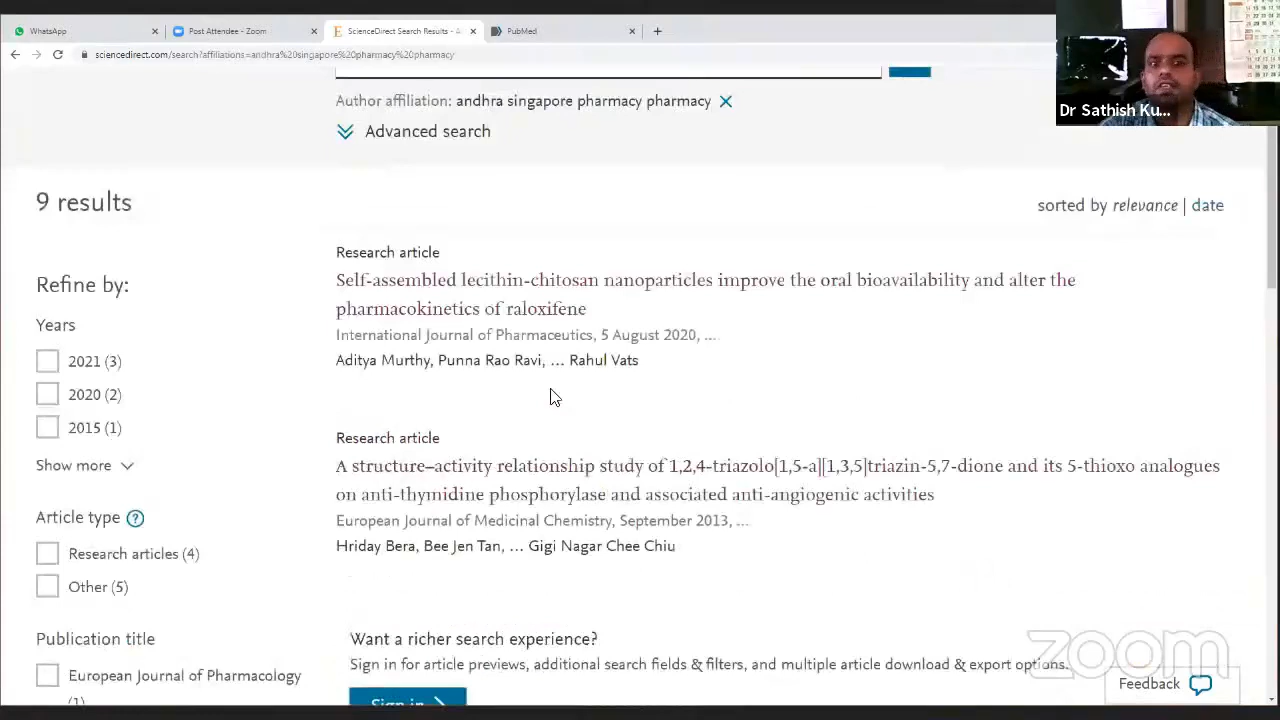 WhatsApp
Post Attendee - Zoom
ScienceDirect Search Results - A
PubMed
sciencedirect.com/search?affiliations=andhra%20singapore%20pharmacy%20pharmacy
Dr Sathish Ku...
Author affiliation: andhra singapore pharmacy pharmacy
Advanced search
9 results
sorted by relevance | date
Refine by:
Years
2021 (3)
2020 (2)
2015 (1)
Show more
Article type ?
Research articles (4)
Other (5)
Publication title
European Journal of Pharmacology
(1)
Research article
Self-assembled lecithin-chitosan nanoparticles improve the oral bioavailability and alter the
pharmacokinetics of raloxifene
International Journal of Pharmaceutics, 5 August 2020, ...
Aditya Murthy, Punna Rao Ravi, ... Rahul Vats
Research article
A structure–activity relationship study of 1,2,4-triazolo[1,5-a][1,3,5]triazin-5,7-dione and its 5-thioxo analogues
on anti-thymidine phosphorylase and associated anti-angiogenic activities
European Journal of Medicinal Chemistry, September 2013, ...
Hriday Bera, Bee Jen Tan, ... Gigi Nagar Chee Chiu
Want a richer search experience?
Sign in for article previews, additional search fields & filters, and multiple article download & export options.
Sign in
zoom
Feedback